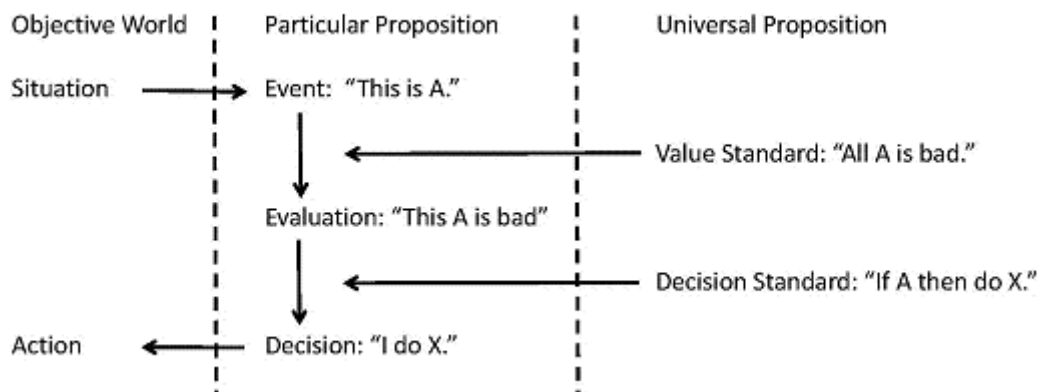 Objective World Particular Proposition Universal Proposition
Situation Event: “This is A.”
Value Standard: “All A is bad.”
Evaluation: “This A is bad”
Decision Standard: “If A then do X.”
Action Decision: “I do X.”